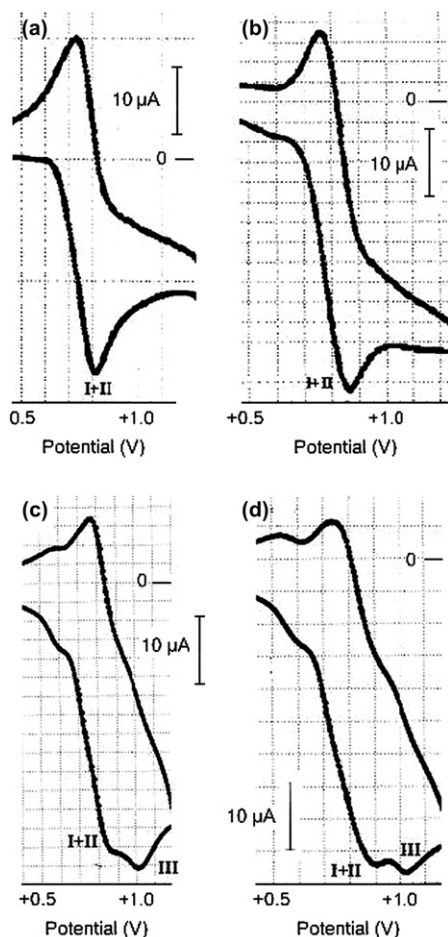 (a)
10 µA
0
I+II
0.5
+1.0
Potential (V)
(b)
0
10 µA
I+II
+0.5
+1.0
Potential (V)
(c)
0
10 µA
I+II
III
+0.5
+1.0
Potential (V)
(d)
0
10 µA
I+II
III
+0.5
+1.0
Potential (V)